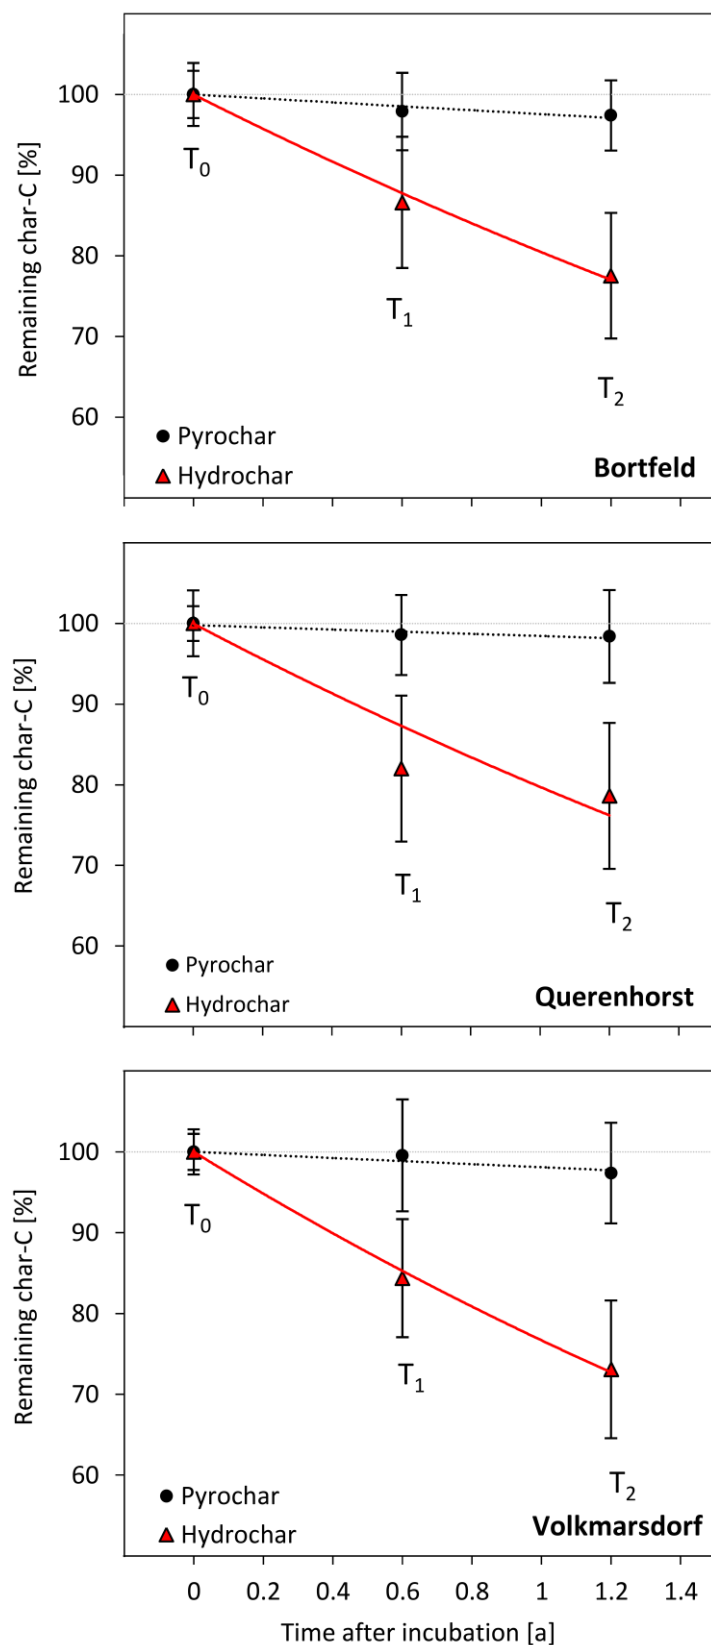 Remaining char-C [%]
100
90
80
70
60
T0
T1
T2
Pyrochar
Hydrochar
Bortfeld
Remaining char-C [%]
100
90
80
70
60
T0
T1
T2
Pyrochar
Hydrochar
Querenhorst
Remaining char-C [%]
100
90
80
70
60
T0
T1
T2
Pyrochar
Hydrochar
Volkmarsdorf
0 0.2 0.4 0.6 0.8 1 1.2 1.4
Time after incubation [a]